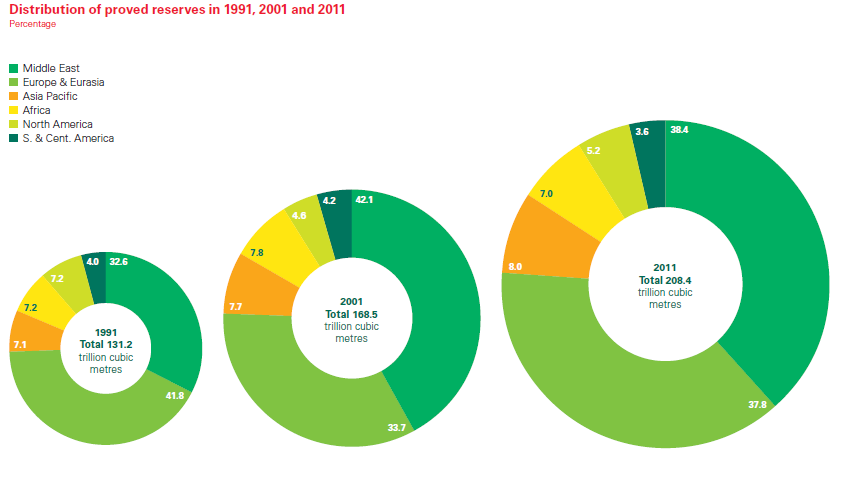 Distribution of proved reserves in 1991, 2001 and 2011
Percentage
Middle East
Europe & Eurasia
Asia Pacific
Africa
North America
S. & Cent. America
4.0
32.6
7.2
7.2
7.1
41.8
1991
Total 131.2
trillion cubic
metres
4.2
42.1
4.6
7.8
7.7
33.7
2001
Total 168.5
trillion cubic
metres
3.6
38.4
5.2
7.0
8.0
37.8
2011
Total 208.4
trillion cubic
metres